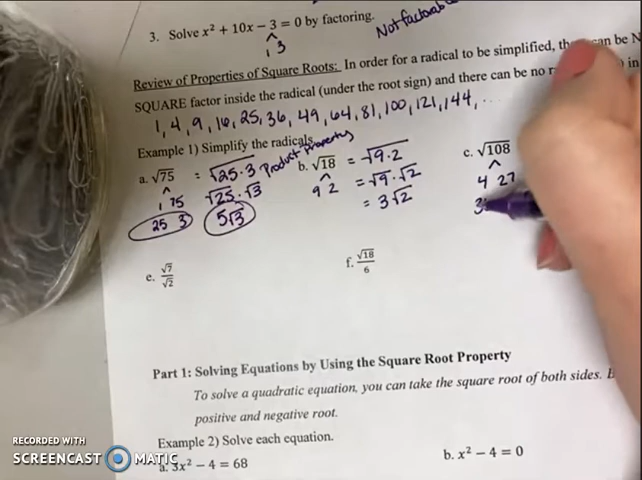 3. Solve x² + 10x − 3 = 0 by factoring.
Not factorable
1 3
Review of Properties of Square Roots: In order for a radical to be simplified, there can be N
SQUARE factor inside the radical (under the root sign) and there can be no in
1, 4, 9, 16, 25, 36, 49, 64, 81, 100, 121, 144, ...
Example 1) Simplify the radicals
Product Property
a. √75 = √25·3
1 75 √25 · √3
25 3 5√3
b. √18 = √9·2
9 2 = √9 · √2
= 3√2
c. √108
4 27
e. √7/√2
f. √18/6
Part 1: Solving Equations by Using the Square Root Property
To solve a quadratic equation, you can take the square root of both sides.
positive and negative root.
Example 2) Solve each equation.
a. 3x² − 4 = 68
b. x² − 4 = 0
RECORDED WITH
SCREENCAST MATIC